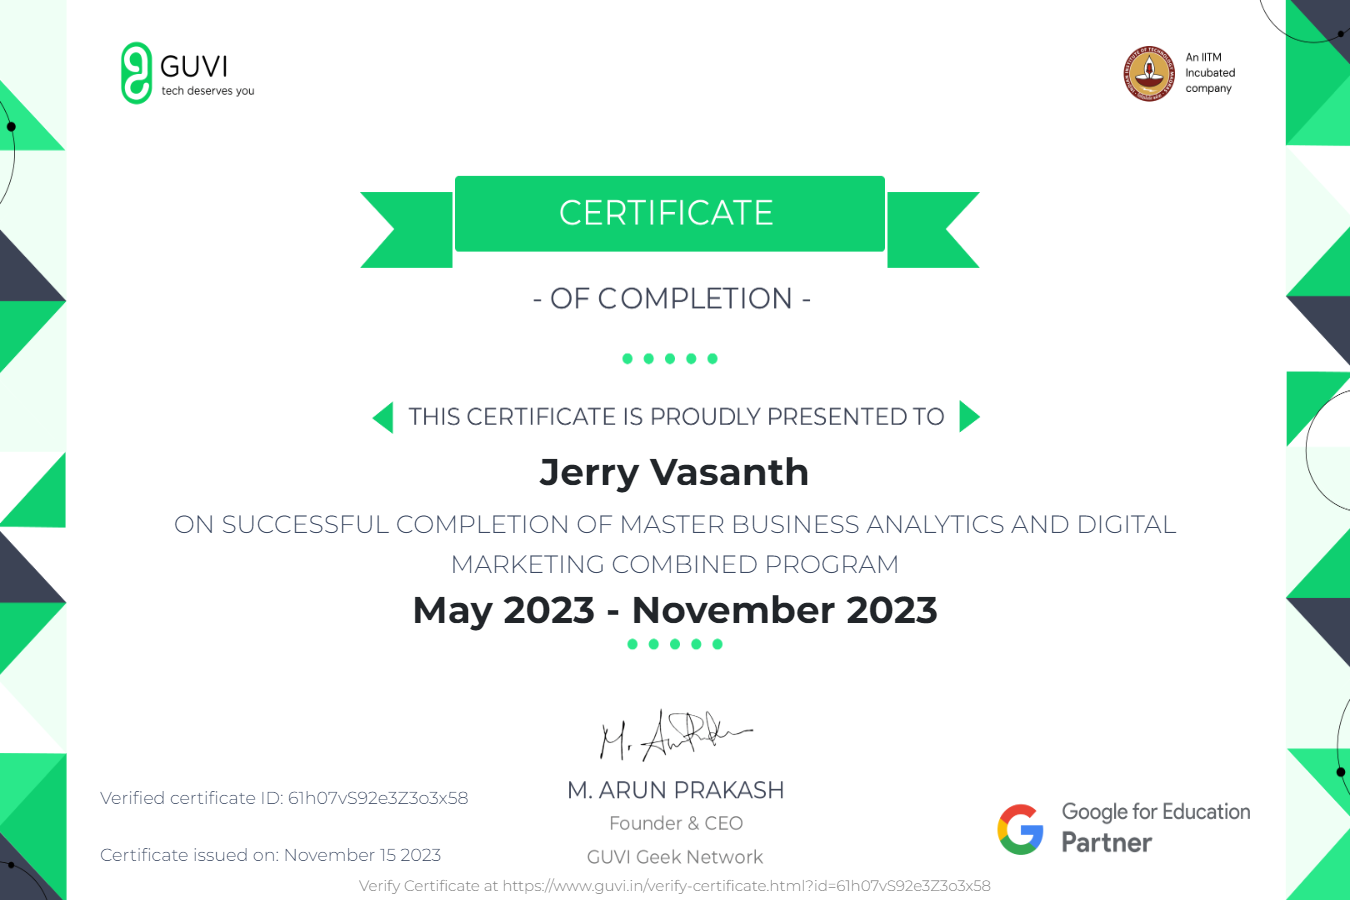 GUVI
tech deserves you
An IITM
Incubated
company
CERTIFICATE
- OF COMPLETION -
THIS CERTIFICATE IS PROUDLY PRESENTED TO
Jerry Vasanth
ON SUCCESSFUL COMPLETION OF MASTER BUSINESS ANALYTICS AND DIGITAL
MARKETING COMBINED PROGRAM
May 2023 - November 2023
M. ARUN PRAKASH
Founder & CEO
GUVI Geek Network
Verified certificate ID: 61h07vS92e3Z3o3x58
Certificate issued on: November 15 2023
Google for Education
Partner
Verify Certificate at https://www.guvi.in/verify-certificate.html?id=61h07vS92e3Z3o3x58